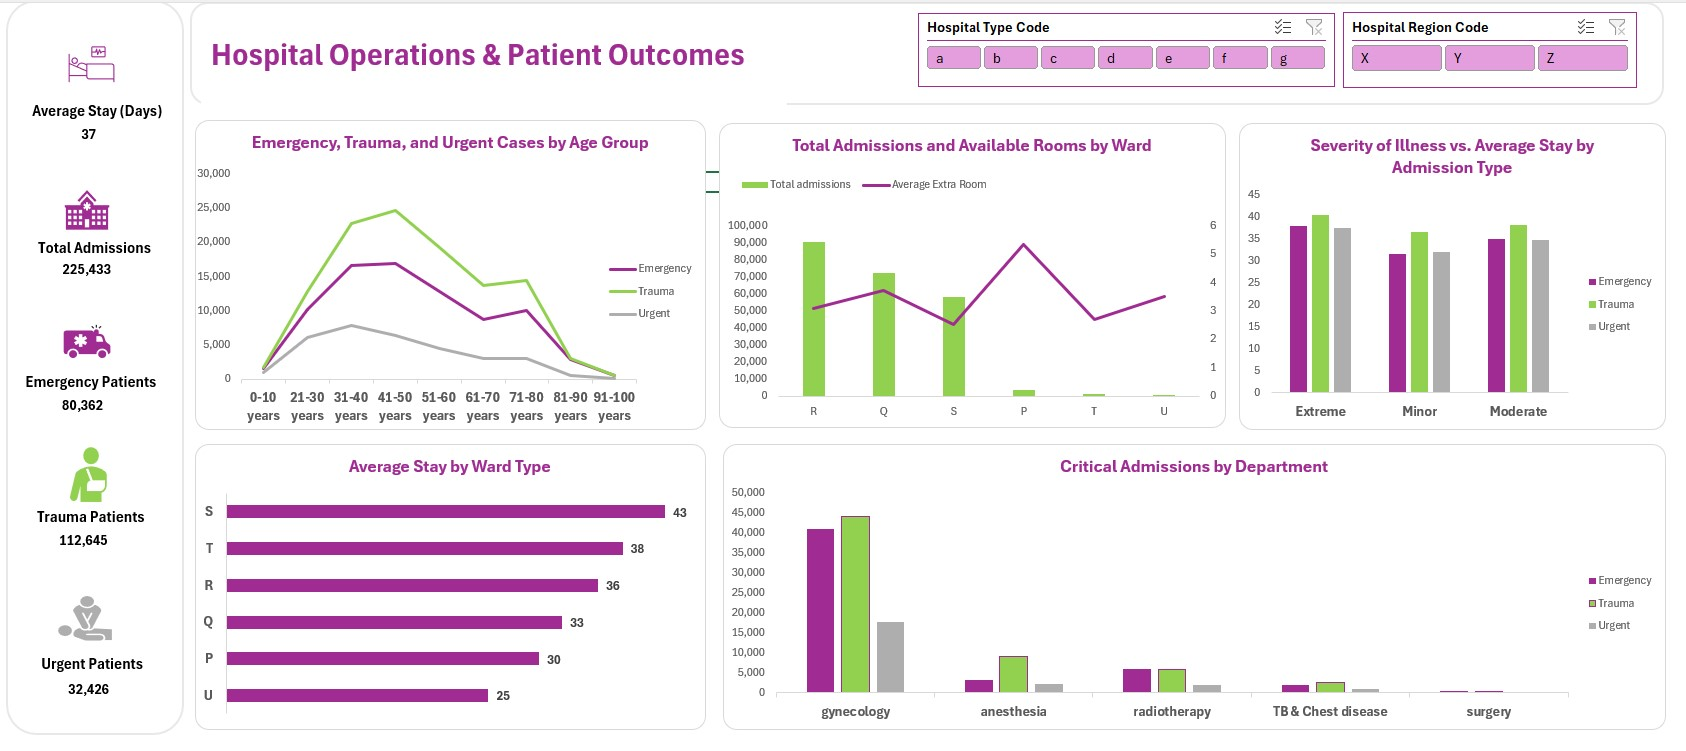 Hospital Operations & Patient Outcomes
Hospital Type Code
a b c d e f g
Hospital Region Code
X Y Z
Average Stay (Days)
37
Total Admissions
225,433
Emergency Patients
80,362
Trauma Patients
112,645
Urgent Patients
32,426
Emergency, Trauma, and Urgent Cases by Age Group
30,000
25,000
20,000
15,000
10,000
5,000
0
0-10 21-30 31-40 41-50 51-60 61-70 71-80 81-90 91-100
years years years years years years years years years
Emergency
Trauma
Urgent
Total Admissions and Available Rooms by Ward
Total admissions Average Extra Room
100,000
90,000
80,000
70,000
60,000
50,000
40,000
30,000
20,000
10,000
0
6
5
4
3
2
1
0
R Q S P T U
Severity of Illness vs. Average Stay by
Admission Type
45
40
35
30
25
20
15
10
5
0
Extreme Minor Moderate
Emergency
Trauma
Urgent
Average Stay by Ward Type
S 43
T 38
R 36
Q 33
P 30
U 25
Critical Admissions by Department
50,000
45,000
40,000
35,000
30,000
25,000
20,000
15,000
10,000
5,000
0
gynecology anesthesia radiotherapy TB & Chest disease surgery
Emergency
Trauma
Urgent